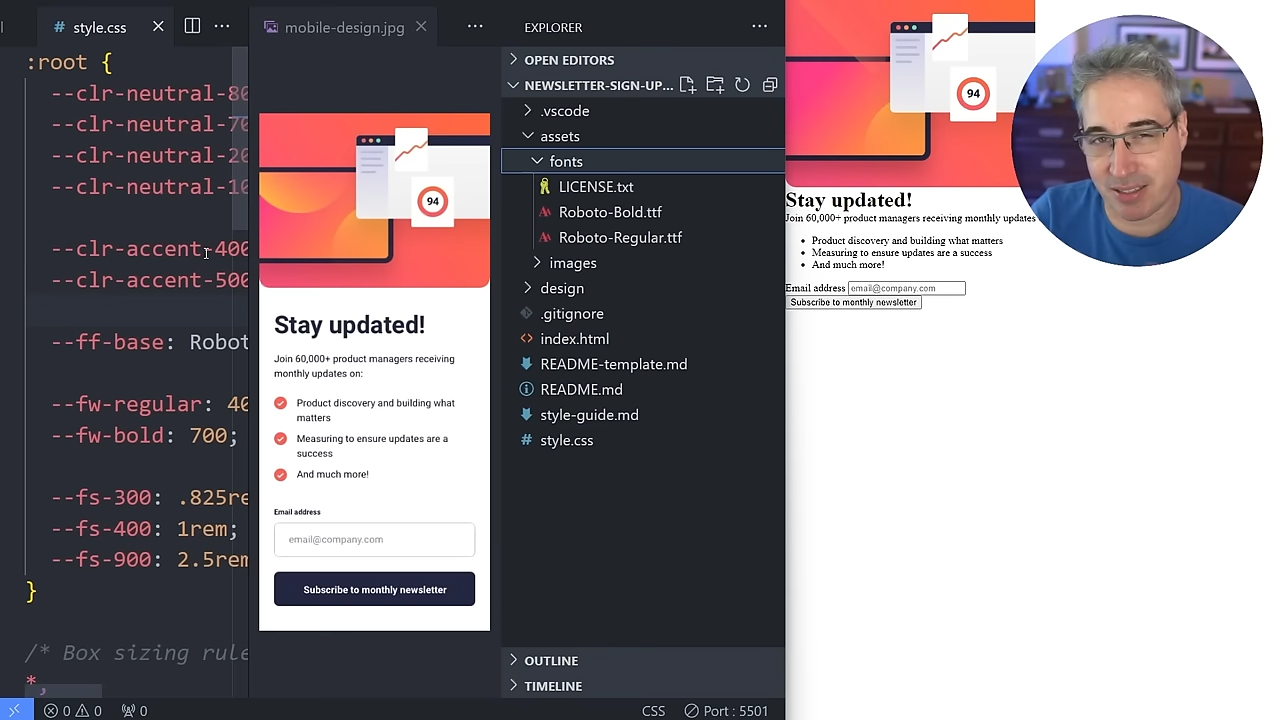 # style.css
mobile-design.jpg
EXPLORER
:root {
--clr-neutral-80
--clr-neutral-70
--clr-neutral-20
--clr-neutral-10
--clr-accent-400
--clr-accent-500
--ff-base: Robot
--fw-regular: 40
--fw-bold: 700;
--fs-300: .825re
--fs-400: 1rem;
--fs-900: 2.5rem
}
/* Box sizing rule
*
94
Stay updated!
Join 60,000+ product managers receiving
monthly updates on:
Product discovery and building what
matters
Measuring to ensure updates are a
success
And much more!
Email address
email@company.com
Subscribe to monthly newsletter
OPEN EDITORS
NEWSLETTER-SIGN-UP...
.vscode
assets
fonts
LICENSE.txt
Roboto-Bold.ttf
Roboto-Regular.ttf
images
design
.gitignore
index.html
README-template.md
README.md
style-guide.md
# style.css
OUTLINE
TIMELINE
94
Stay updated!
Join 60,000+ product managers receiving monthly updates
Product discovery and building what matters
Measuring to ensure updates are a success
And much more!
Email address email@company.com
Subscribe to monthly newsletter
0 0 0
CSS Port : 5501